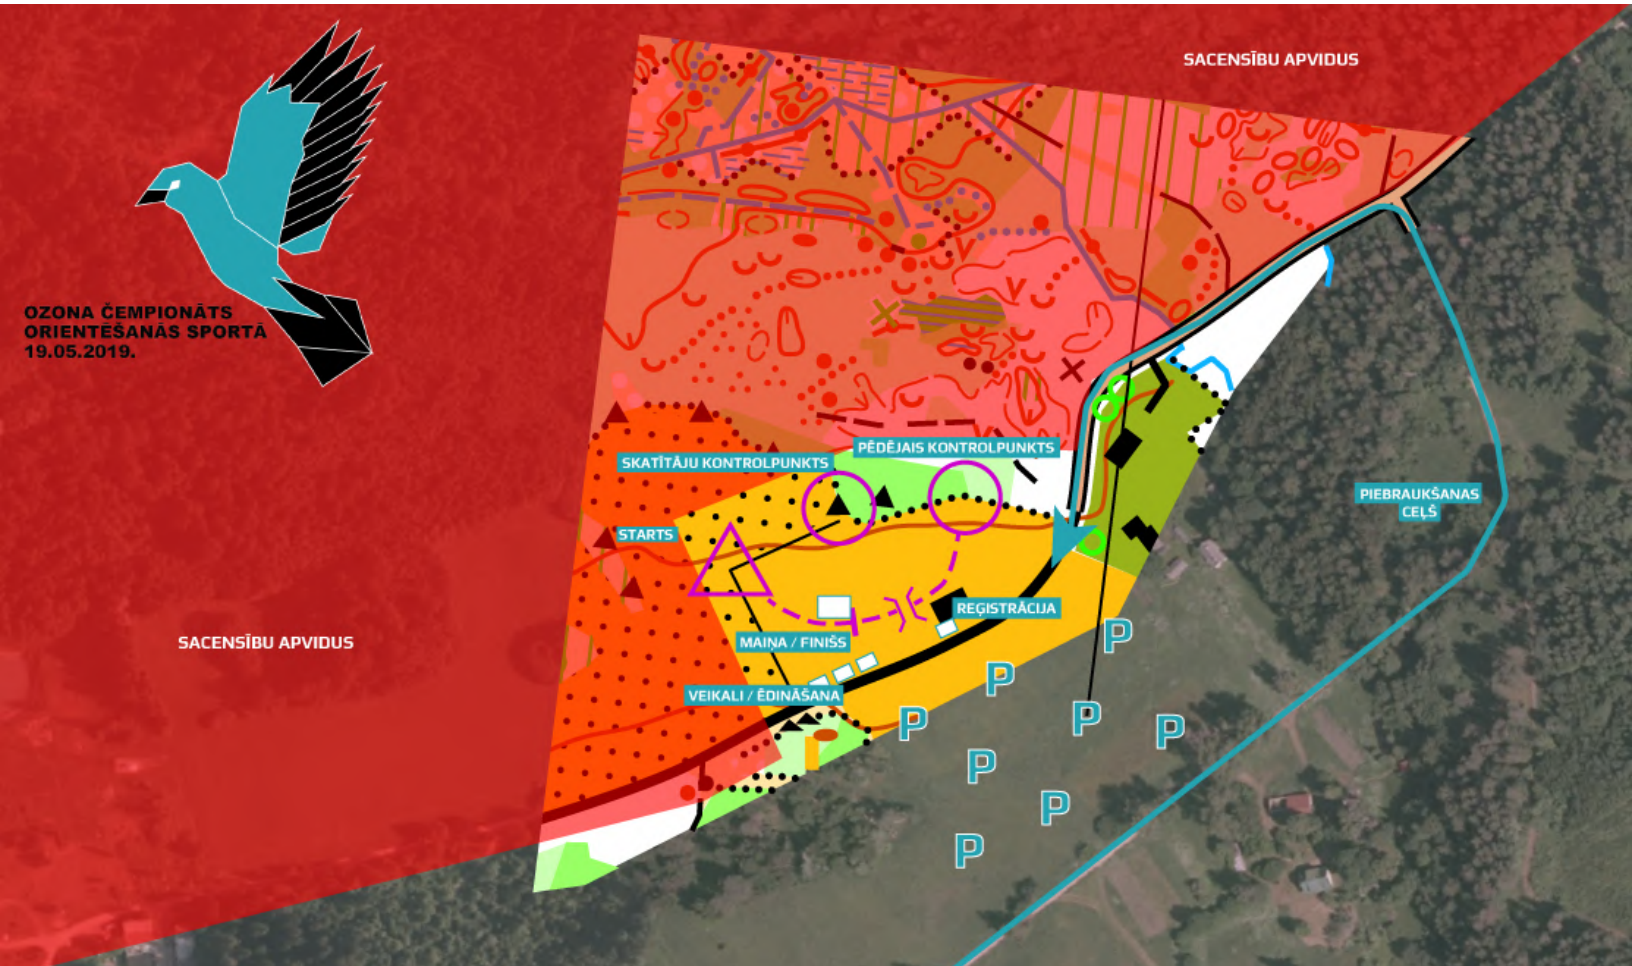 SACENSĪBU APVIDUS
OZONA ČEMPIONĀTS
ORIENTĒŠANĀS SPORTĀ
19.05.2019.
PĒDĒJAIS KONTROLPUNKTS
SKATĪTĀJU KONTROLPUNKTS
PIEBRAUKŠANAS
CEĻŠ
STARTS
REĢISTRĀCIJA
SACENSĪBU APVIDUS
MAIŅA / FINIŠS
VEIKALI / ĒDINĀŠANA
P
P
P
P
P
P
P
P